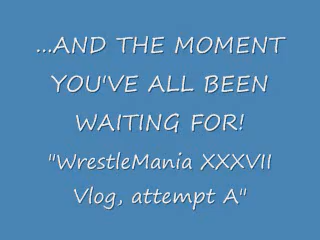 ...AND THE MOMENT
YOU'VE ALL BEEN
WAITING FOR!
"WrestleMania XXXVII
Vlog, attempt A"